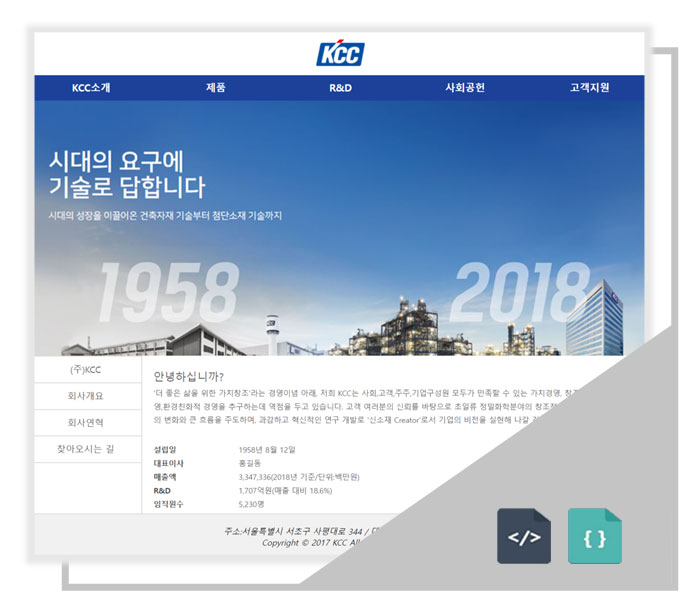 KCC
KCC소개 제품 R&D 사회공헌 고객지원
시대의 요구에
기술로 답합니다
시대의 성장을 이끌어온 건축자재 기술부터 첨단소재 기술까지
1958 2018
(주)KCC
회사개요
회사연혁
찾아오시는 길
안녕하십니까?
'더 좋은 삶을 위한 가치창조'라는 경영이념 아래, 저희 KCC는 사회,고객,주주,기업구성원 모두가 만족할 수 있는 가치경영,
영,환경친화적 경영을 추구하는데 역점을 두고 있습니다. 고객 여러분의 신뢰를 바탕으로 초일류 정밀화학분야의
의 변화와 큰 흐름을 주도하며, 과감하고 혁신적인 연구 개발로 '신소재 Creator'로서 기업의 비전을 실현해 나갈
설립일 1958년 8월 12일
대표이사 홍길동
매출액 3,347,336(2018년 기준/단위:백만원)
R&D 1,707억원(매출 대비 18.6%)
임직원수 5,230명
주소:서울특별시 서초구 사평대로 344 /
Copyright © 2017 KCC All
</>
{ }